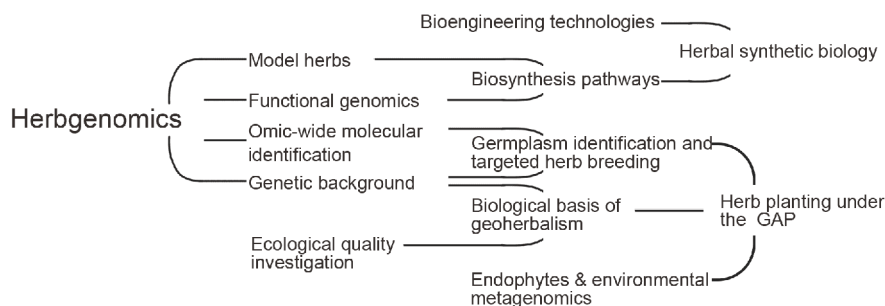 Bioengineering technologies
Herbal synthetic biology
Model herbs
Biosynthesis pathways
Functional genomics
Herbgenomics
Omic-wide molecular
identification
Germplasm identification and
targeted herb breeding
Genetic background
Biological basis of
geoherbalism
Herb planting under
the GAP
Ecological quality
investigation
Endophytes & environmental
metagenomics